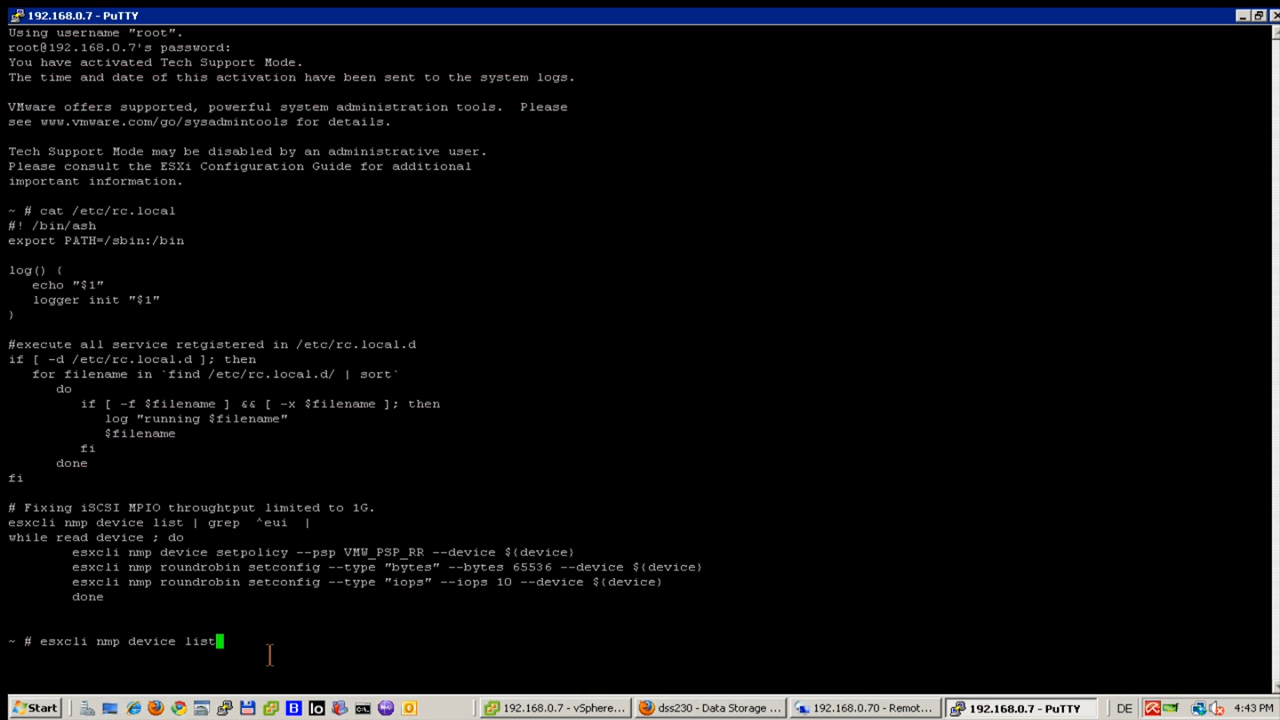 192.168.0.7 - PuTTY
Using username "root".
root@192.168.0.7's password:
You have activated Tech Support Mode.
The time and date of this activation have been sent to the system logs.
VMware offers supported, powerful system administration tools.  Please
see www.vmware.com/go/sysadmintools for details.
Tech Support Mode may be disabled by an administrative user.
Please consult the ESXi Configuration Guide for additional
important information.
~ # cat /etc/rc.local
#! /bin/ash
export PATH=/sbin:/bin
log() {
   echo "$1"
   logger init "$1"
}
#execute all service retgistered in /etc/rc.local.d
if [ -d /etc/rc.local.d ]; then
   for filename in `find /etc/rc.local.d/ | sort`
      do
         if [ -f $filename ] && [ -x $filename ]; then
            log "running $filename"
            $filename
         fi
      done
fi
# Fixing iSCSI MPIO throughtput limited to 1G.
esxcli nmp device list | grep  ^eui  |
while read device ; do
        esxcli nmp device setpolicy --psp VMW_PSP_RR --device ${device}
        esxcli nmp roundrobin setconfig --type "bytes" --bytes 65536 --device ${device}
        esxcli nmp roundrobin setconfig --type "iops" --iops 10 --device ${device}
        done
~ # esxcli nmp device list
Start
B
Io
192.168.0.7 - vSphere...
dss230 - Data Storage ...
192.168.0.70 - Remot...
192.168.0.7 - PuTTY
DE
4:43 PM